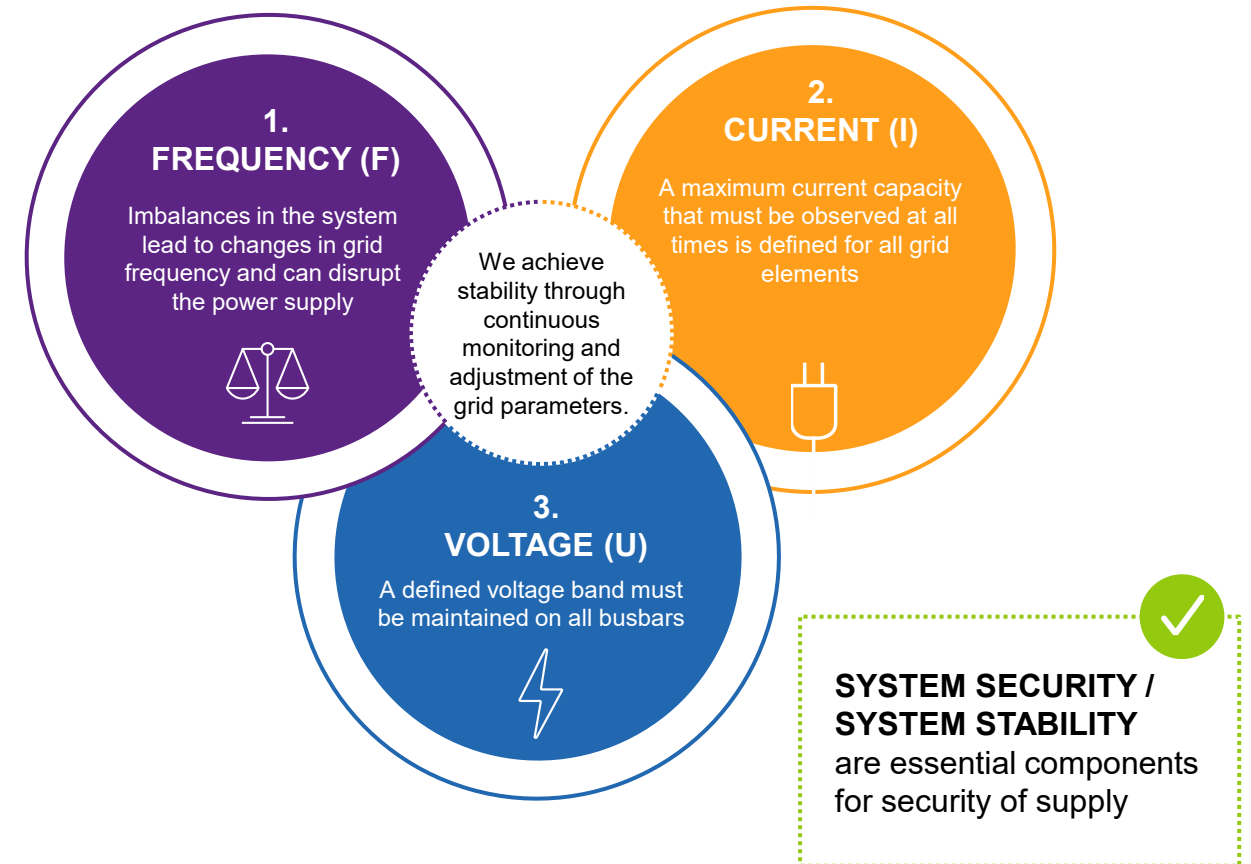 1.
FREQUENCY (F)
Imbalances in the system
lead to changes in grid
frequency and can disrupt
the power supply
2.
CURRENT (I)
A maximum current capacity
that must be observed at all
times is defined for all grid
elements
We achieve
stability through
continuous
monitoring and
adjustment of the
grid parameters.
3.
VOLTAGE (U)
A defined voltage band must
be maintained on all busbars
SYSTEM SECURITY /
SYSTEM STABILITY
are essential components
for security of supply